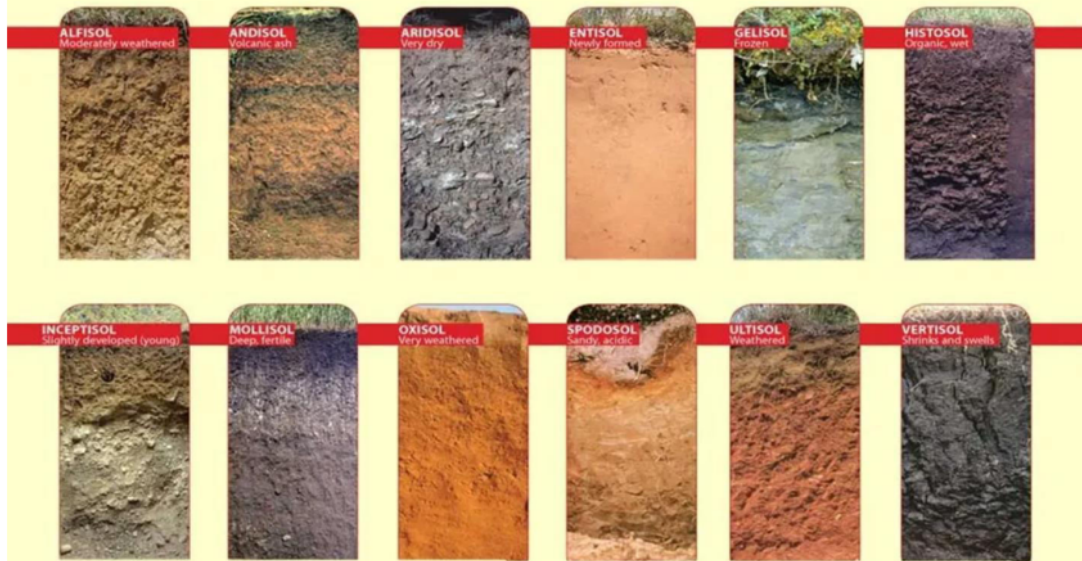 ALFISOL
Moderately weathered
ANDISOL
Volcanic ash
ARIDISOL
Very dry
ENTISOL
Newly formed
GELISOL
Frozen
HISTOSOL
Organic, wet
INCEPTISOL
Slightly developed (young)
MOLLISOL
Deep, fertile
OXISOL
Very weathered
SPODOSOL
Sandy, acidic
ULTISOL
Weathered
VERTISOL
Shrinks and swells